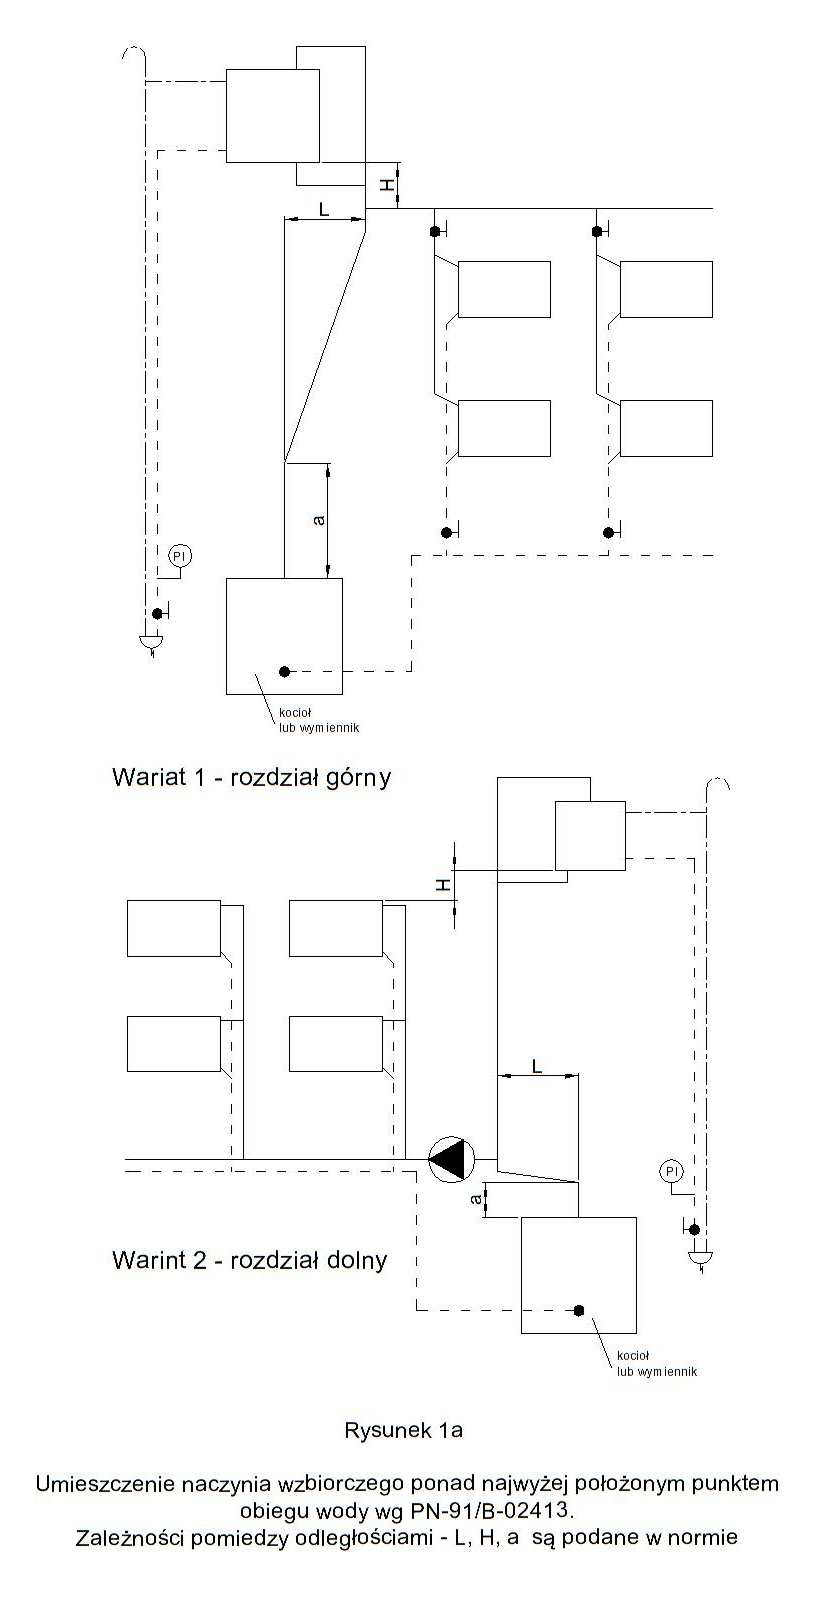 H
L
a
PI
kocioł
lub wymiennik
Wariat 1 - rozdział górny
H
L
PI
a
Warint 2 - rozdział dolny
kocioł
lub wymiennik
Rysunek 1a
Umieszczenie naczynia wzbiorczego ponad najwyżej położonym punktem
obiegu wody wg PN-91/B-02413.
Zależności pomiedzy odległościami - L, H, a są podane w normie